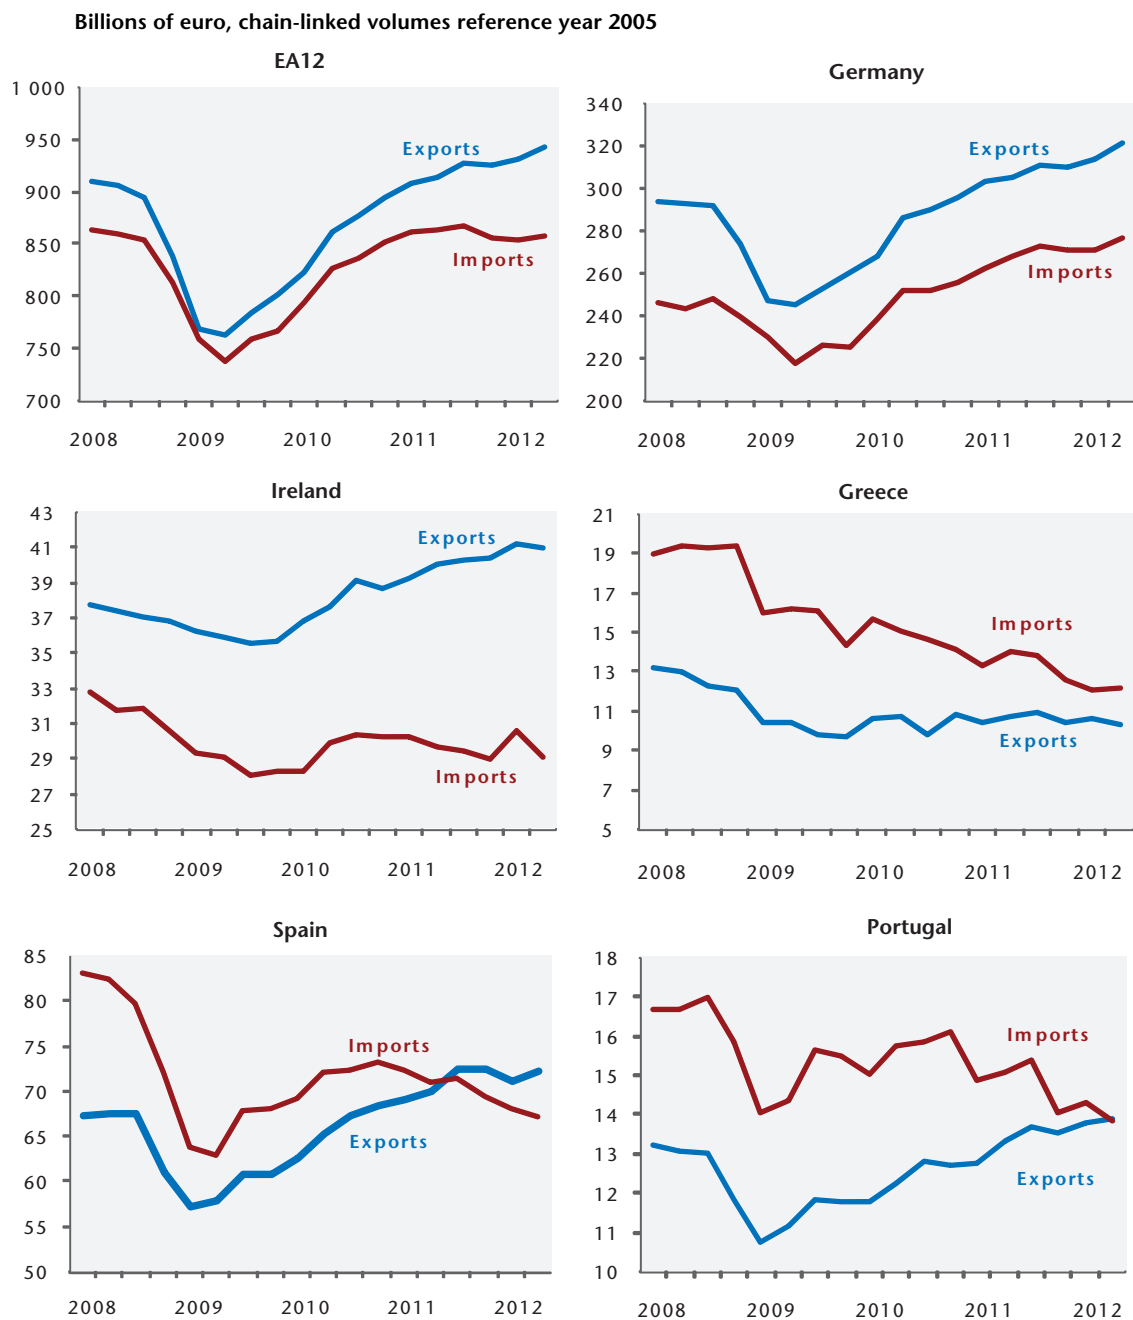 Billions of euro, chain-linked volumes reference year 2005
EA12
1 000
950
900
850
800
750
700
Exports
Imports
2008 2009 2010 2011 2012
Germany
340
320
300
280
260
240
220
200
Exports
Imports
2008 2009 2010 2011 2012
Ireland
43
41
39
37
35
33
31
29
27
25
Exports
Imports
2008 2009 2010 2011 2012
Greece
21
19
17
15
13
11
9
7
5
Imports
Exports
2008 2009 2010 2011 2012
Spain
85
80
75
70
65
60
55
50
Imports
Exports
2008 2009 2010 2011 2012
Portugal
18
17
16
15
14
13
12
11
10
Imports
Exports
2008 2009 2010 2011 2012